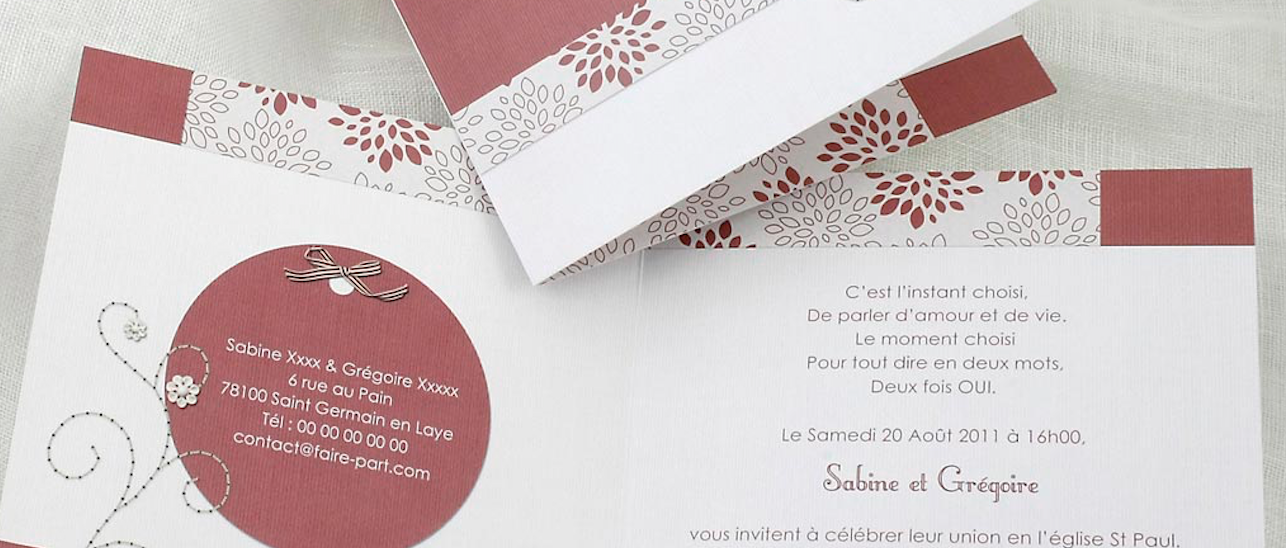 Sabine Xxxx & Grégoire Xxxxx
6 rue au Pain
78100 Saint Germain en Laye
Tél : 00 00 00 00 00
contact@faire-part.com
C'est l'instant choisi,
De parler d'amour et de vie.
Le moment choisi
Pour tout dire en deux mots,
Deux fois OUI.
Le Samedi 20 Août 2011 à 16h00,
Sabine et Grégoire
vous invitent à célébrer leur union en l'église St Paul.